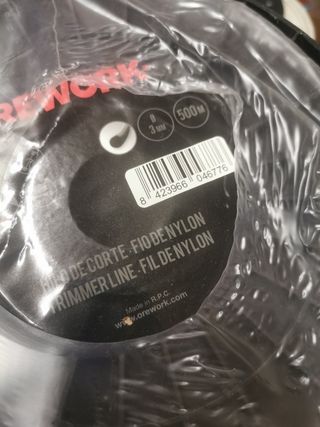 OREWORK
Ø
3 MM
500 M
8 423966 046776
HILO DE CORTE · FIO DE NYLON
TRIMMER LINE · FIL DE NYLON
Made in R.P.C.
www.orework.com